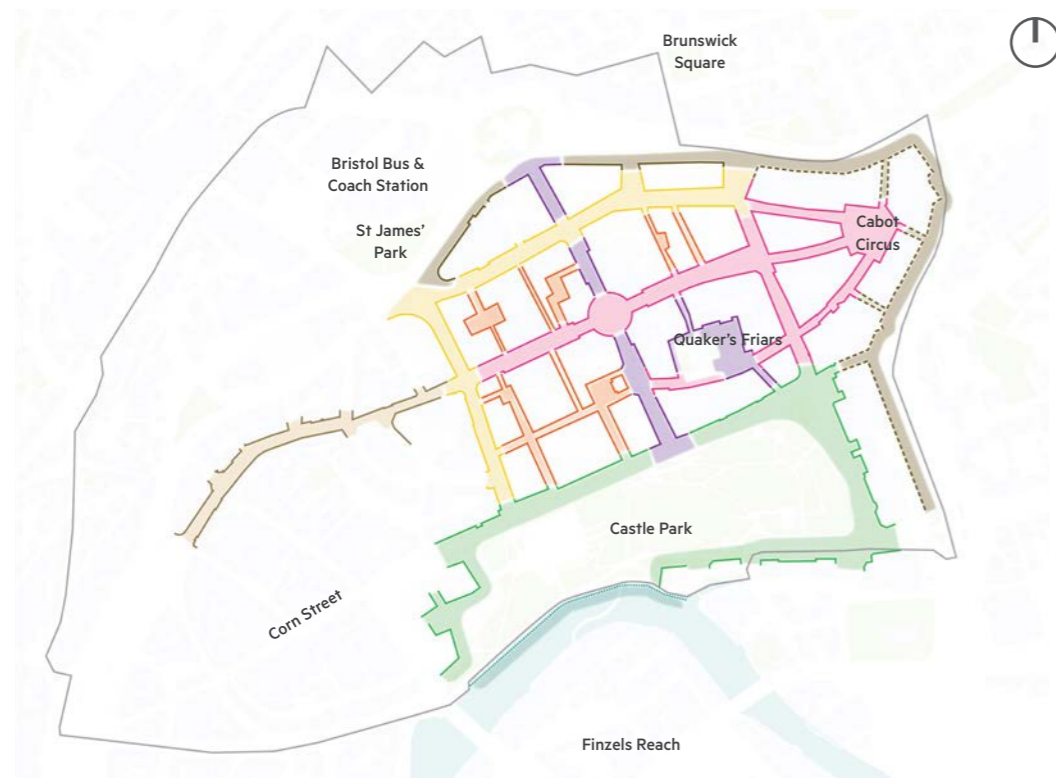 Brunswick
Square
Bristol Bus &
Coach Station
St James'
Park
Cabot
Circus
Quaker's Friars
Castle Park
Corn Street
Finzels Reach